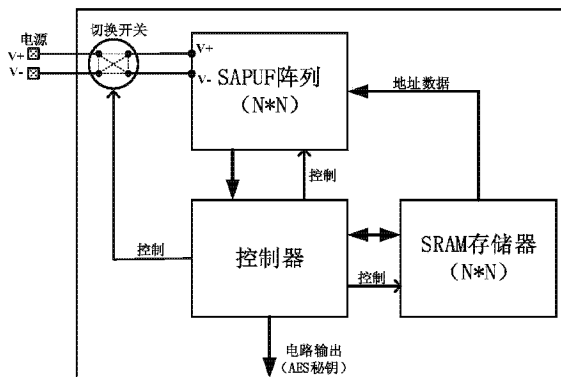 切换开关
电源
V+
V-
V+
V-
SAPUF阵列
（N*N）
地址数据
控制
控制
控制器
控制
SRAM存储器
（N*N）
电路输出
（AES秘钥）